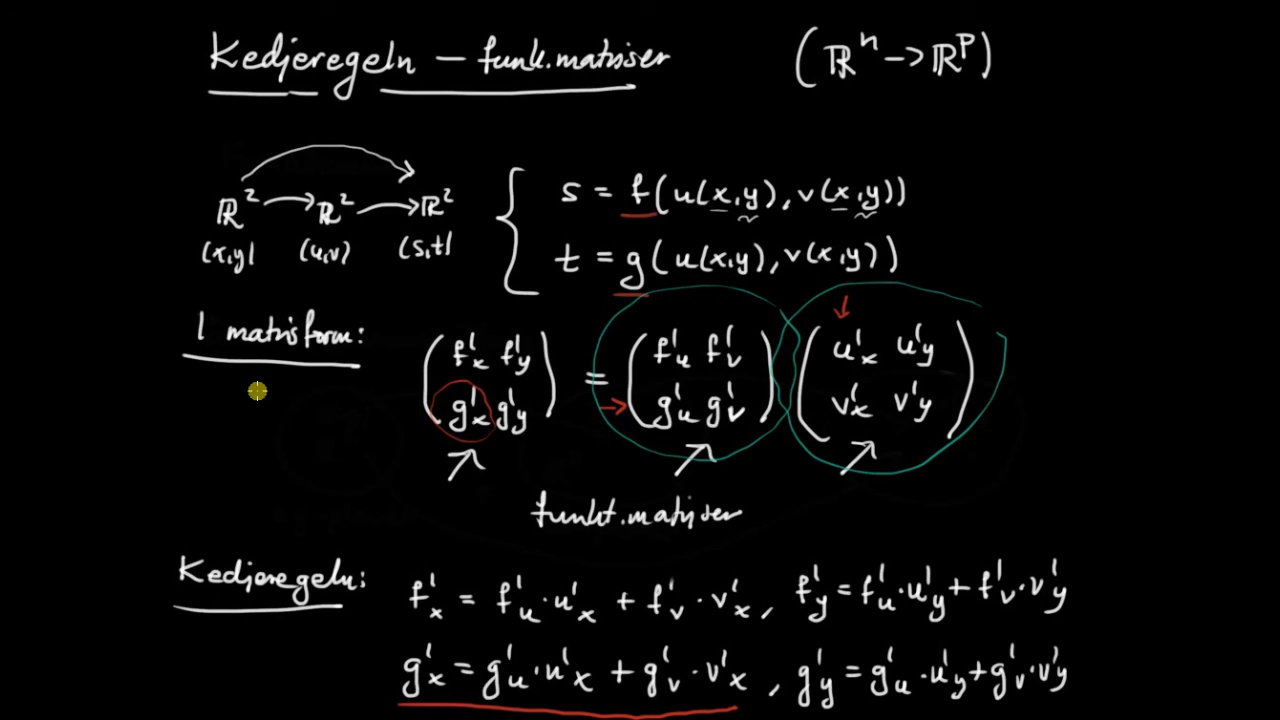 Kedjeregeln – funk.matriser (ℝⁿ → ℝᵖ)
ℝ² → ℝ² → ℝ²
(x,y) (u,v) (s,t)
s = f(u(x,y), v(x,y))
t = g(u(x,y), v(x,y))
I matrisform:
(f'x f'y) = (f'u f'v) (u'x u'y)
(g'x g'y) (g'u g'v) (v'x v'y)
funkt.matriser
Kedjeregeln:
f'x = f'u · u'x + f'v · v'x, f'y = f'u · u'y + f'v · v'y
g'x = g'u · u'x + g'v · v'x, g'y = g'u · u'y + g'v · v'y